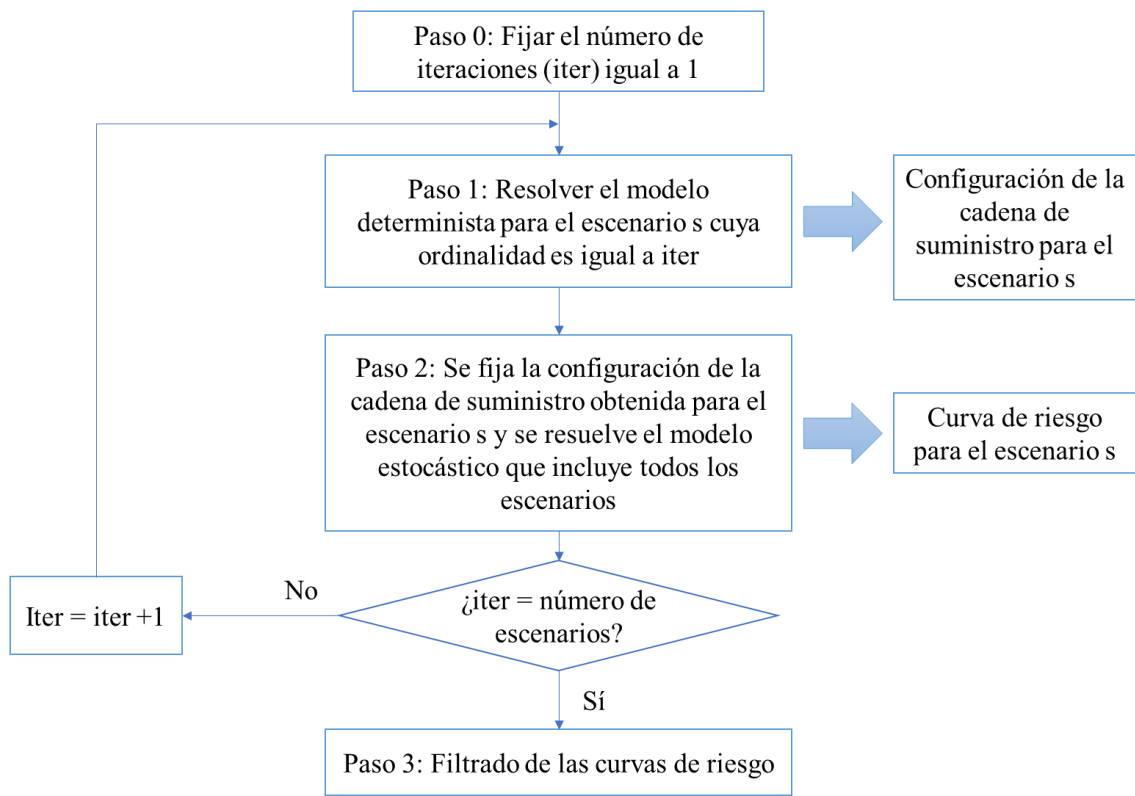 Paso 0: Fijar el número de
iteraciones (iter) igual a 1
Paso 1: Resolver el modelo
determinista para el escenario s cuya
ordinalidad es igual a iter
Configuración de la
cadena de
suministro para el
escenario s
Paso 2: Se fija la configuración de la
cadena de suministro obtenida para el
escenario s y se resuelve el modelo
estocástico que incluye todos los
escenarios
Curva de riesgo
para el escenario s
¿iter = número de
escenarios?
No
Iter = iter +1
Sí
Paso 3: Filtrado de las curvas de riesgo